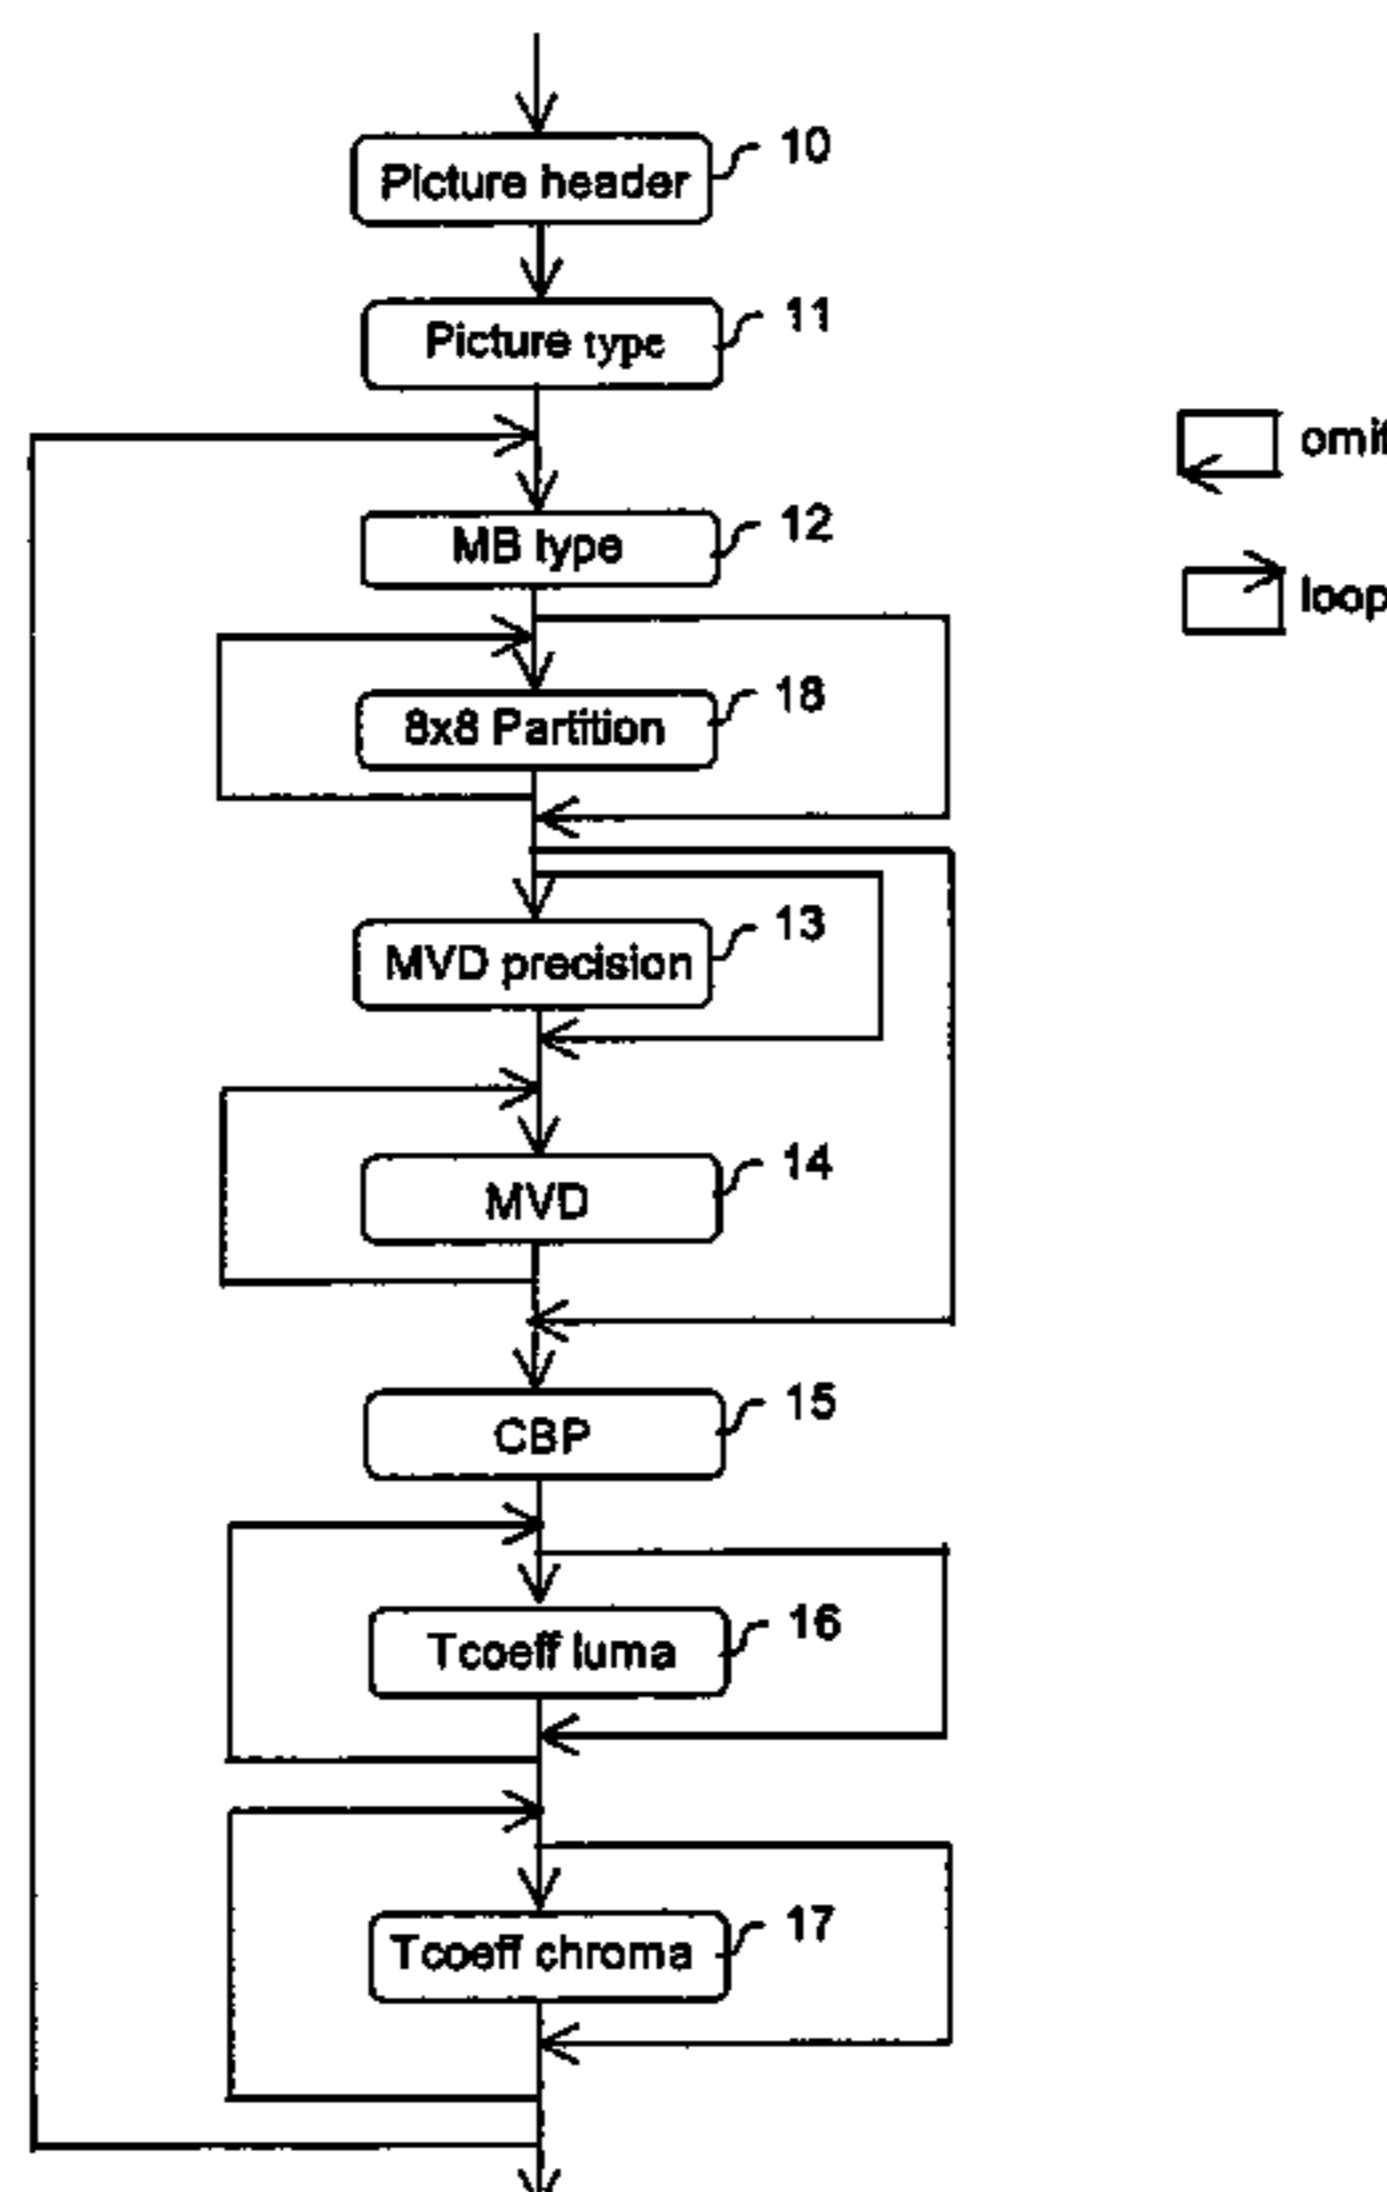 10
Picture header
11
Picture type
omit
12
MB type
loop
18
8x8 Partition
13
MVD precision
14
MVD
15
CBP
16
Tcoeff luma
17
Tcoeff chroma